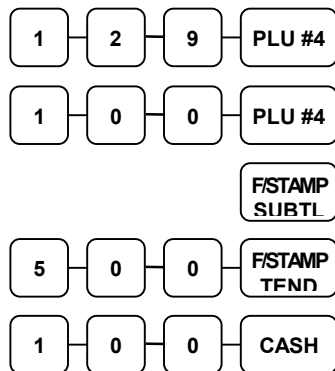 1 2 9 PLU #4
1 0 0 PLU #4
F/STAMP
SUBTL
5 0 0 F/STAMP
TEND
1 0 0 CASH